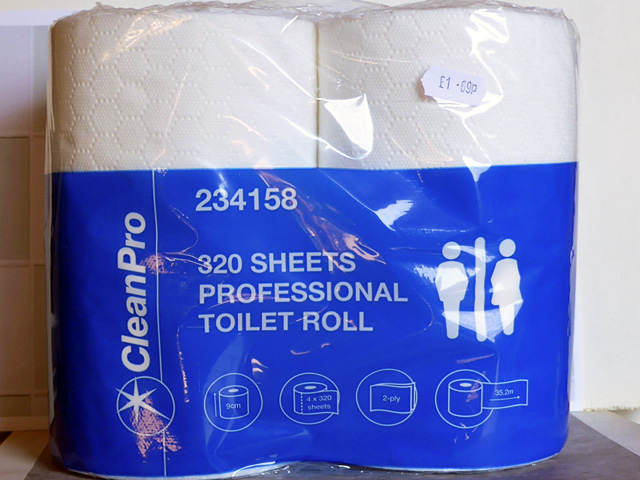 £1.69P
234158
CleanPro
320 SHEETS
PROFESSIONAL
TOILET ROLL
9cm
4 x 320
sheets
2-ply
35.2m